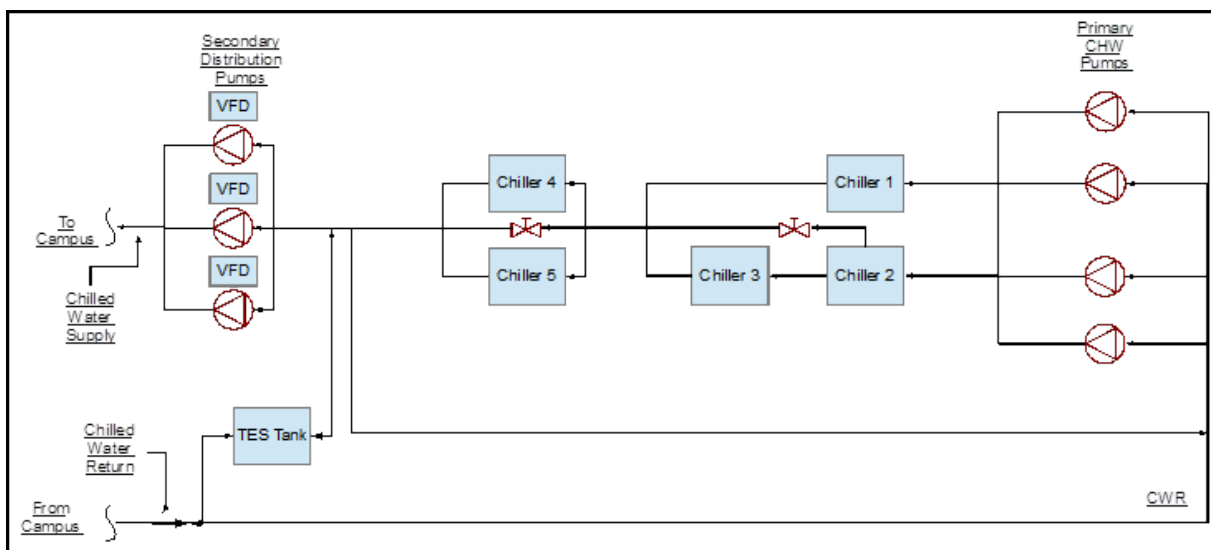 Secondary
Distribution
Pumps
Primary
CHW
Pumps
VFD
Chiller 4
Chiller 1
VFD
To
Campus
VFD
Chiller 5
Chiller 3
Chiller 2
Chilled
Water
Supply
Chilled
Water
Return
TES Tank
From
Campus
CWR